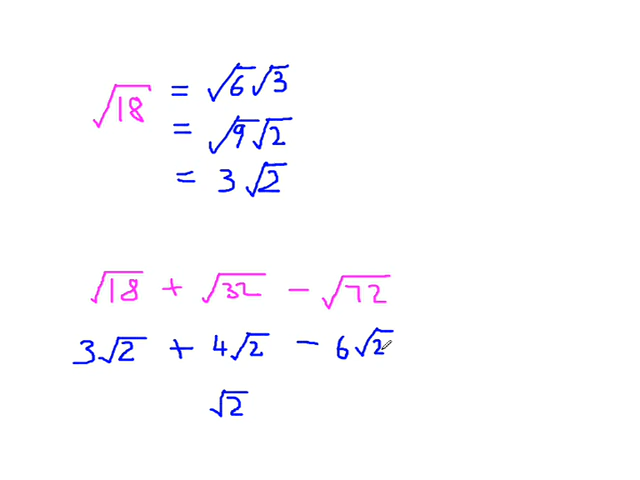 √18 = √6√3
= √9√2
= 3√2
√18 + √32 − √72
3√2 + 4√2 − 6√2
√2